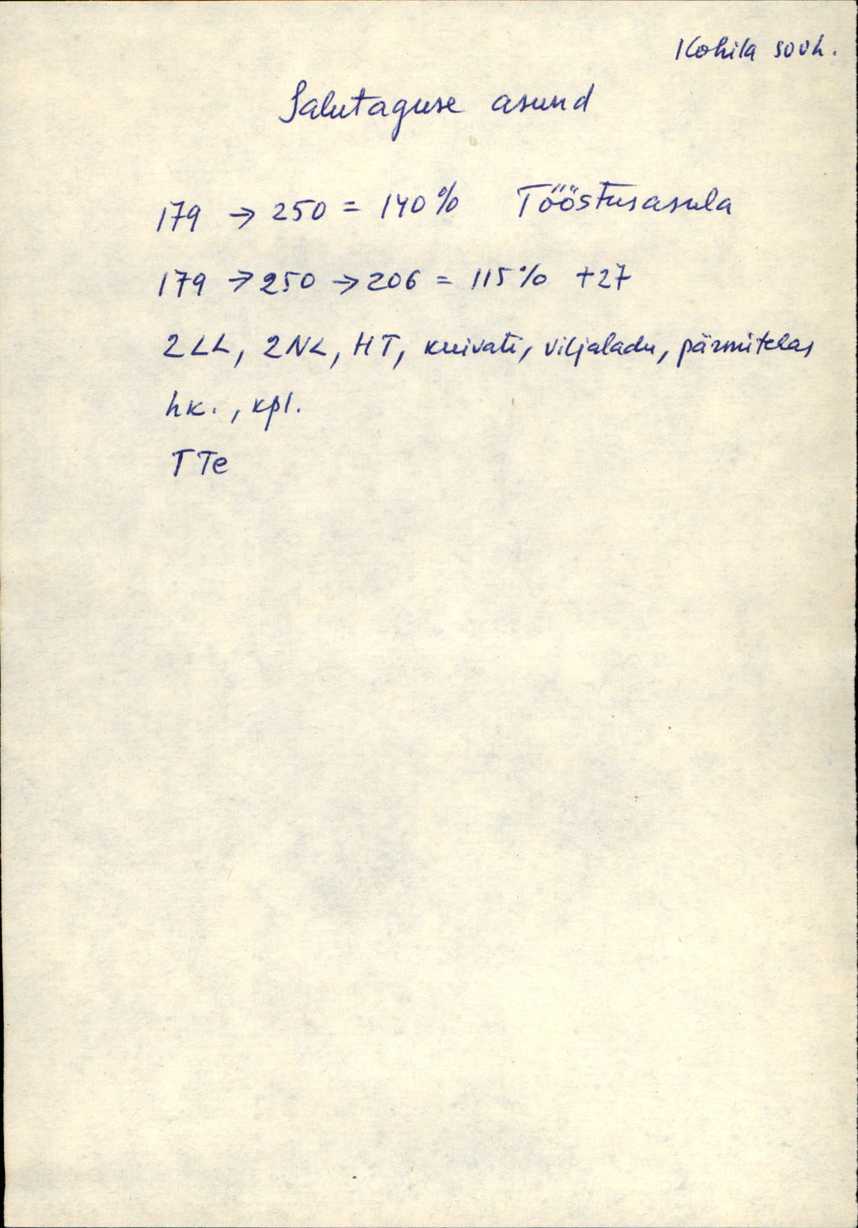 Kohila sovh.
Salutaguse asund
179 → 250 = 140% Tööstusasula
179 → 250 → 206 = 115% +27
2LL, 2NL, HT, kuivati, viljaladu, pärmitehas
hk., kpl.
TTe